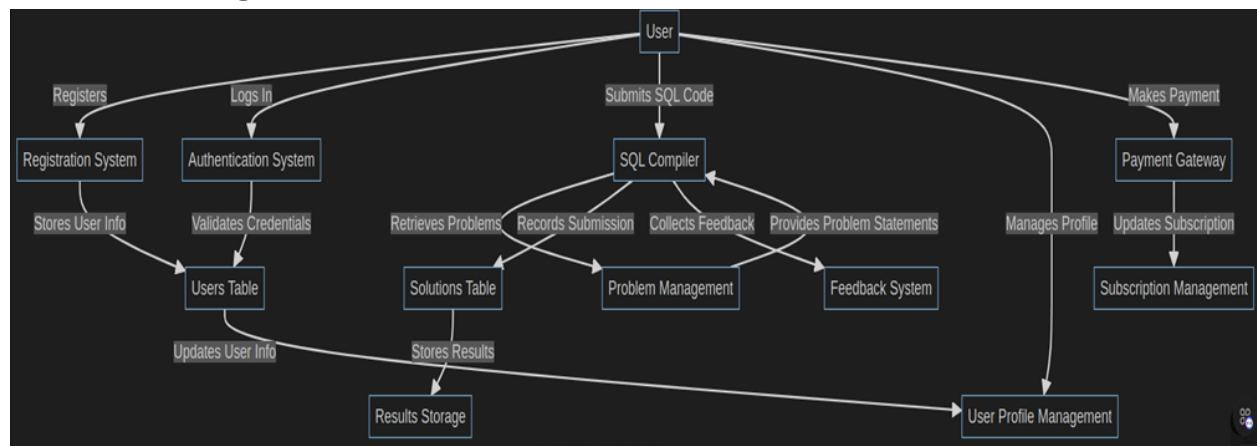 User
Registers
Logs In
Submits SQL Code
Makes Payment
Registration System
Authentication System
SQL Compiler
Payment Gateway
Stores User Info
Validates Credentials
Retrieves Problems
Records Submission
Collects Feedback
Provides Problem Statements
Manages Profile
Updates Subscription
Users Table
Solutions Table
Problem Management
Feedback System
Subscription Management
Updates User Info
Stores Results
Results Storage
User Profile Management